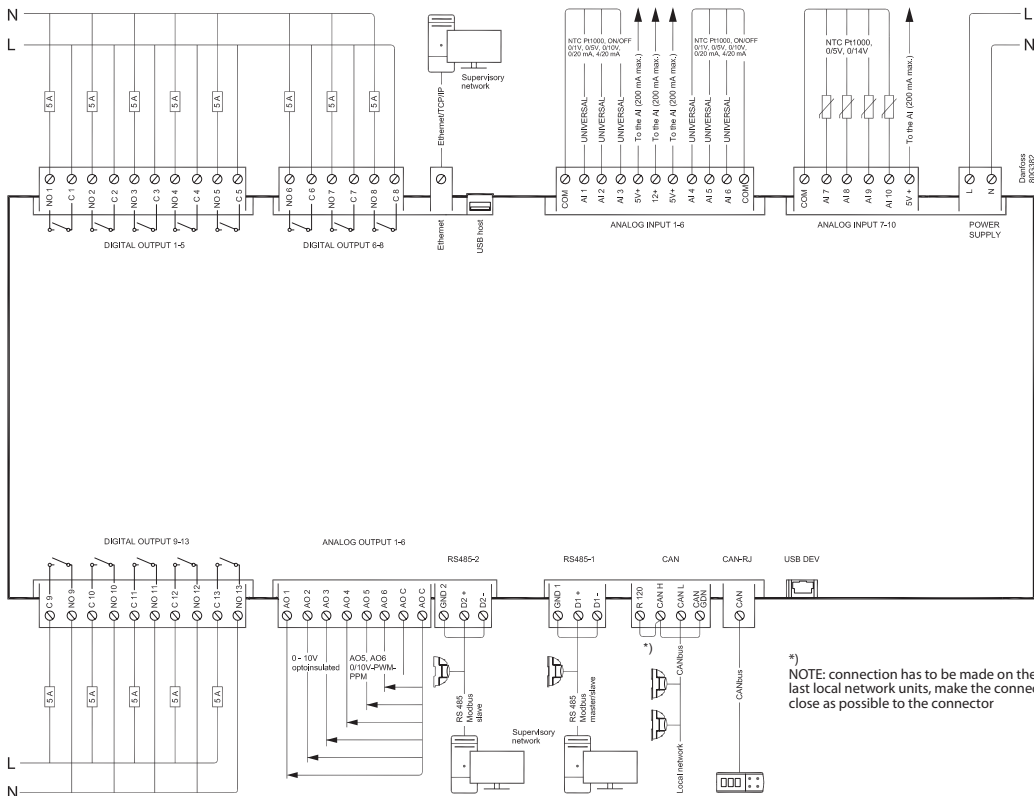 N
L
5 A
5 A
5 A
5 A
5 A
5 A
5 A
5 A
Ethernet/TCP/IP
Supervisory
network
NTC Pt1000, ON/OFF
0/1V, 0/5V, 0/10V,
0/20 mA, 4/20 mA
UNIVERSAL
UNIVERSAL
UNIVERSAL
To the AI (200 mA max.)
To the AI (200 mA max.)
To the AI (200 mA max.)
NTC Pt1000, ON/OFF
0/1V, 0/5V, 0/10V,
0/20 mA, 4/20 mA
UNIVERSAL
UNIVERSAL
UNIVERSAL
NTC Pt1000,
0/5V, 0/14V
To the AI (200 mA max.)
L
N
Danfoss
80G382
NO 1
C 1
NO 2
C 2
NO 3
C 3
NO 4
C 4
NO 5
C 5
NO 6
C 6
NO 7
C 7
NO 8
C 8
COM
AI 1
AI 2
AI 3
5V+
12+
5V+
AI 4
AI 5
AI 6
COM
COM
AI 7
AI 8
AI 9
AI 10
5V +
L
N
DIGITAL OUTPUT 1-5
DIGITAL OUTPUT 6-8
Ethernet
USB host
ANALOG INPUT 1-6
ANALOG INPUT 7-10
POWER
SUPPLY
DIGITAL OUTPUT 9-13
ANALOG OUTPUT 1-6
RS485-2
RS485-1
CAN
CAN-RJ
USB DEV
C 9
NO 9
C 10
NO 10
C 11
NO 11
C 12
NO 12
C 13
NO 13
AO 1
AO 2
AO 3
AO 4
AO 5
AO 6
AO C
AO C
GND 2
D2 +
D2 -
GND 1
D1 +
D1 -
R 120
CAN H
CAN L
CAN
GDN
CAN
5 A
5 A
5 A
5 A
5 A
0 - 10V
optoinsulated
AO5, AO6
0/10V-PWM-
PPM
RS 485
Modbus
slave
Supervisory
network
RS 485
Modbus
master/slave
*)
CANbus
Local network
CANbus
*)
NOTE: connection has to be made on the
last local network units, make the connec
close as possible to the connector
L
N